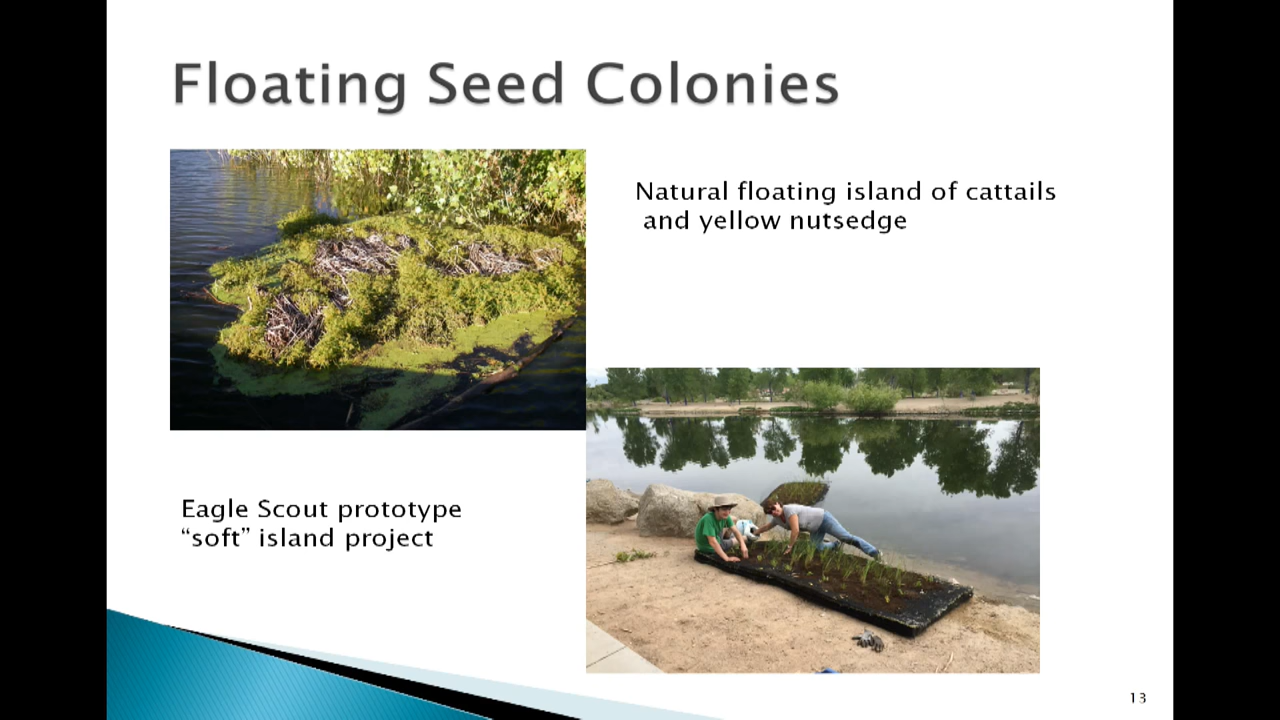 Floating Seed Colonies
Natural floating island of cattails
and yellow nutsedge
Eagle Scout prototype
“soft” island project
13